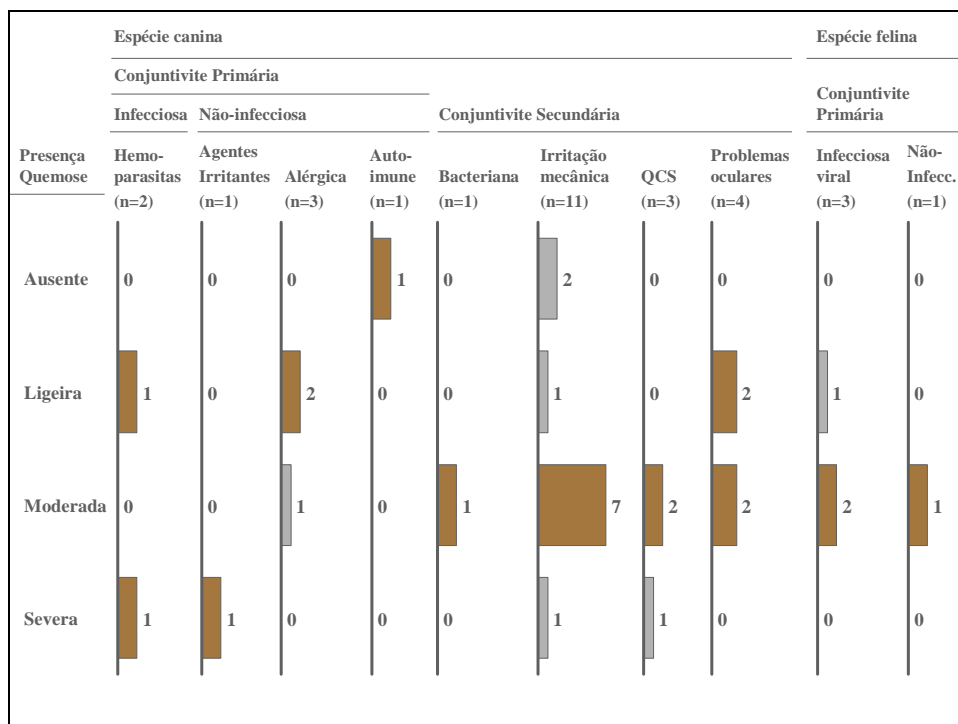 Espécie canina Espécie felina
Conjuntivite Primária
Infecciosa Não-infecciosa Conjuntivite Secundária Conjuntivite Primária
Presença Quemose
Hemo-parasitas (n=2)
Agentes Irritantes (n=1)
Alérgica (n=3)
Auto-imune (n=1)
Bacteriana (n=1)
Irritação mecânica (n=11)
QCS (n=3)
Problemas oculares (n=4)
Infecciosa viral (n=3)
Não-Infecc. (n=1)
Ausente 0 0 0 1 0 2 0 0 0 0
Ligeira 1 0 2 0 0 1 0 2 1 0
Moderada 0 0 1 0 1 7 2 2 2 1
Severa 1 1 0 0 0 1 1 0 0 0